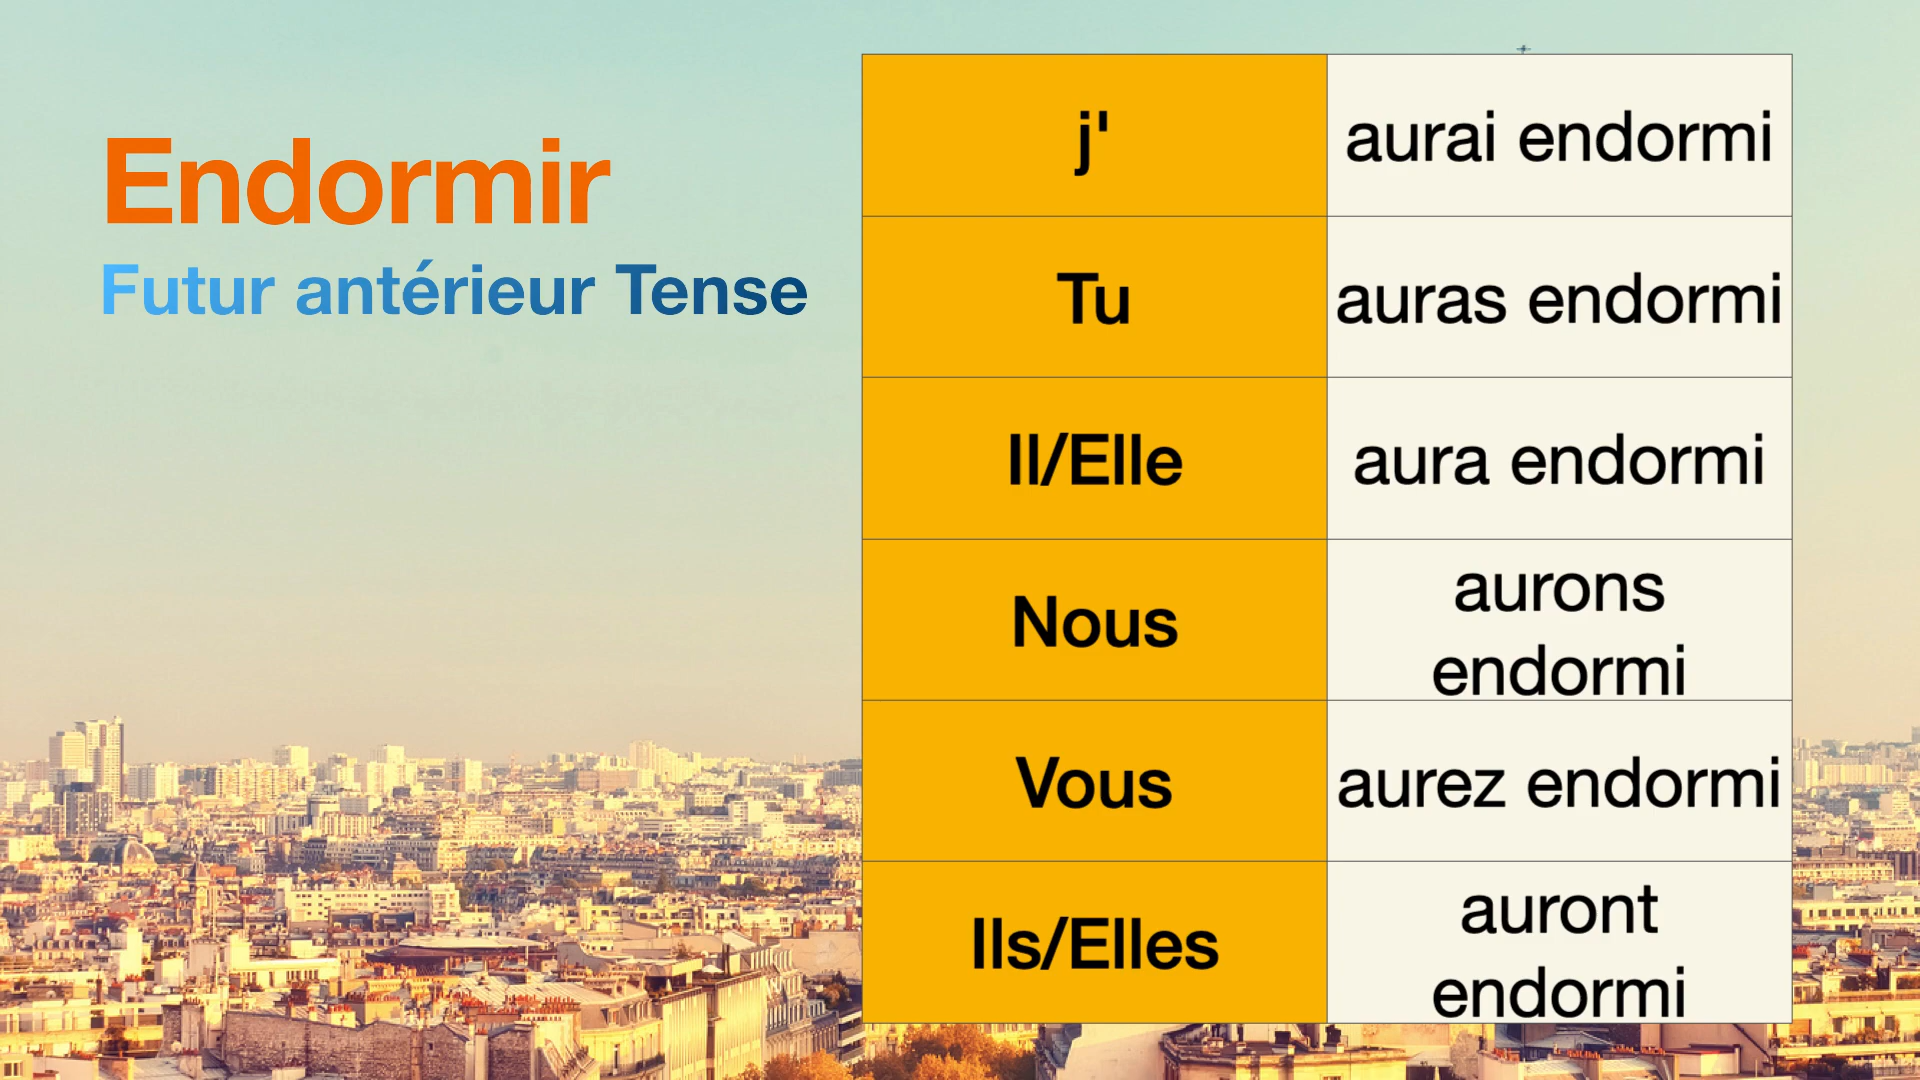 Endormir
Futur antérieur Tense
j' aurai endormi
Tu auras endormi
Il/Elle aura endormi
Nous aurons
endormi
Vous aurez endormi
Ils/Elles auront
endormi